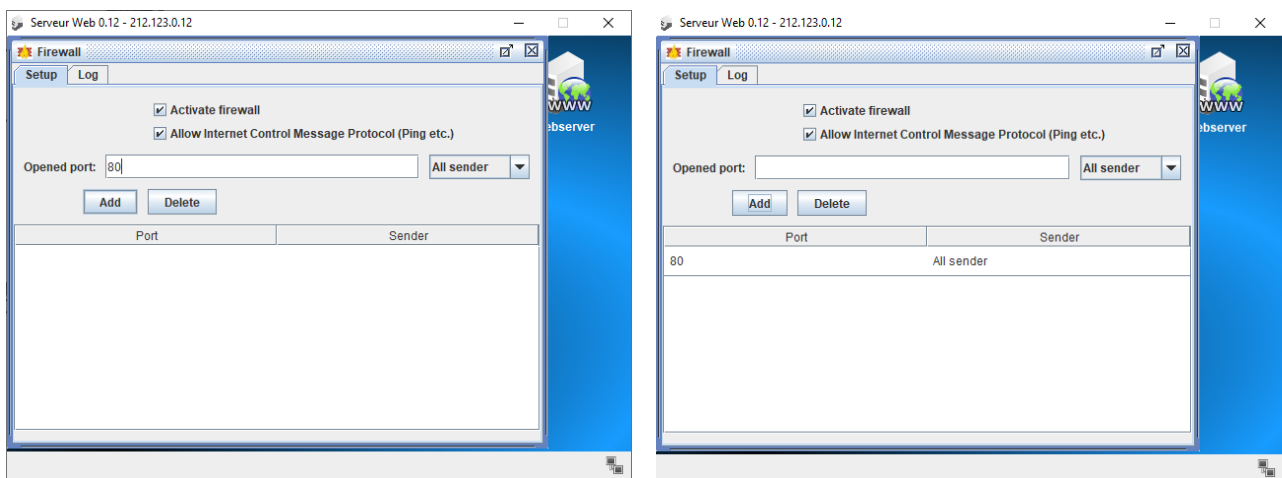 Serveur Web 0.12 - 212.123.0.12
Firewall
Setup Log
Activate firewall
Allow Internet Control Message Protocol (Ping etc.)
Opened port: 80 All sender
Add Delete
Port Sender
WWW
ebserver
Serveur Web 0.12 - 212.123.0.12
Firewall
Setup Log
Activate firewall
Allow Internet Control Message Protocol (Ping etc.)
Opened port: All sender
Add Delete
Port Sender
80 All sender
WWW
ebserver